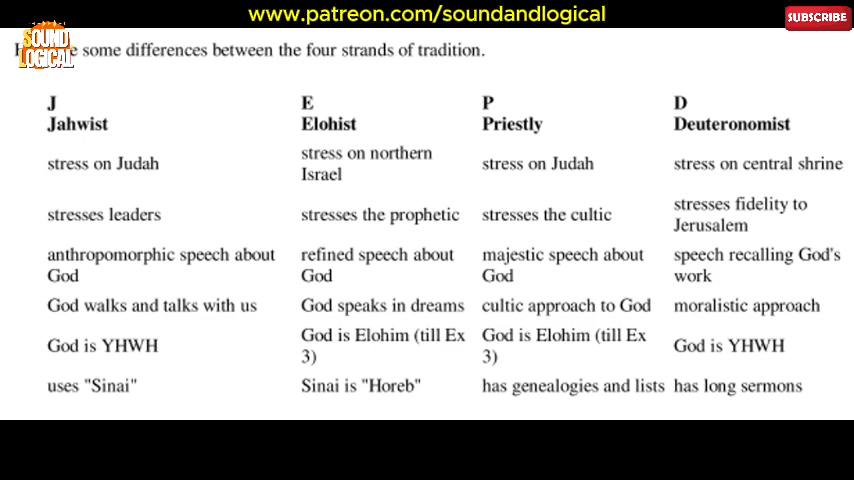 www.patreon.com/soundandlogical
SUBSCRIBE
SOUND
LOGICAL
some differences between the four strands of tradition.
J E P D
Jahwist Elohist Priestly Deuteronomist
stress on Judah stress on northern Israel stress on Judah stress on central shrine
stresses leaders stresses the prophetic stresses the cultic stresses fidelity to Jerusalem
anthropomorphic speech about God refined speech about God majestic speech about God speech recalling God's work
God walks and talks with us God speaks in dreams cultic approach to God moralistic approach
God is YHWH God is Elohim (till Ex 3) God is Elohim (till Ex 3) God is YHWH
uses "Sinai" Sinai is "Horeb" has genealogies and lists has long sermons